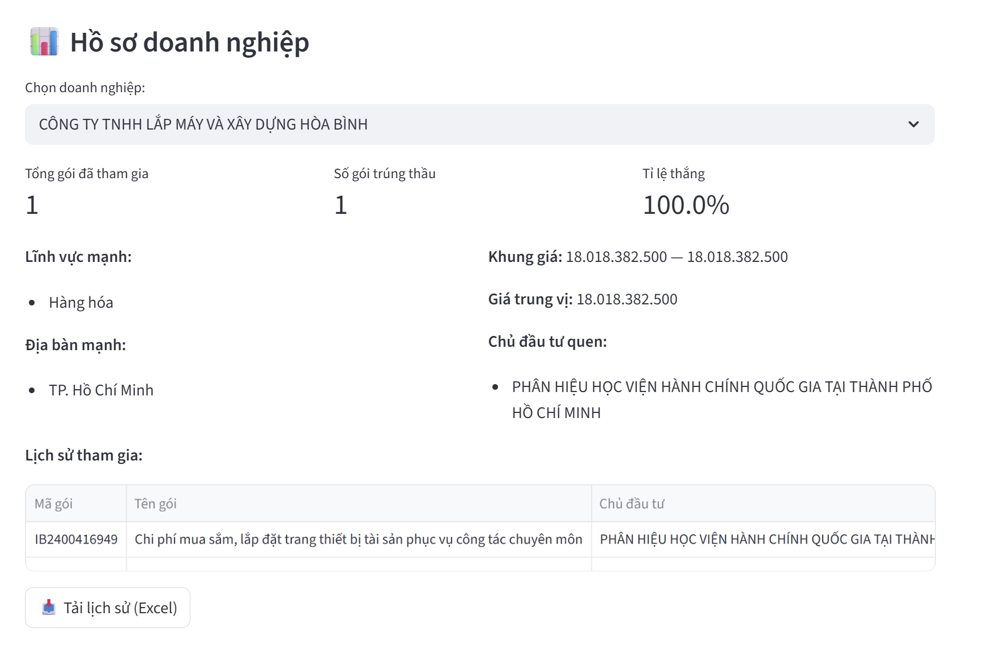 Hồ sơ doanh nghiệp
Chọn doanh nghiệp:
CÔNG TY TNHH LẮP MÁY VÀ XÂY DỰNG HÒA BÌNH
Tổng gói đã tham gia
1
Số gói trúng thầu
1
Tỉ lệ thắng
100.0%
Lĩnh vực mạnh:
Hàng hóa
Địa bàn mạnh:
TP. Hồ Chí Minh
Khung giá: 18.018.382.500 — 18.018.382.500
Giá trung vị: 18.018.382.500
Chủ đầu tư quen:
PHÂN HIỆU HỌC VIỆN HÀNH CHÍNH QUỐC GIA TẠI THÀNH PHỐ
HỒ CHÍ MINH
Lịch sử tham gia:
Mã gói Tên gói Chủ đầu tư
IB2400416949 Chi phí mua sắm, lắp đặt trang thiết bị tài sản phục vụ công tác chuyên môn PHÂN HIỆU HỌC VIỆN HÀNH CHÍNH QUỐC GIA TẠI THÀNH
Tải lịch sử (Excel)